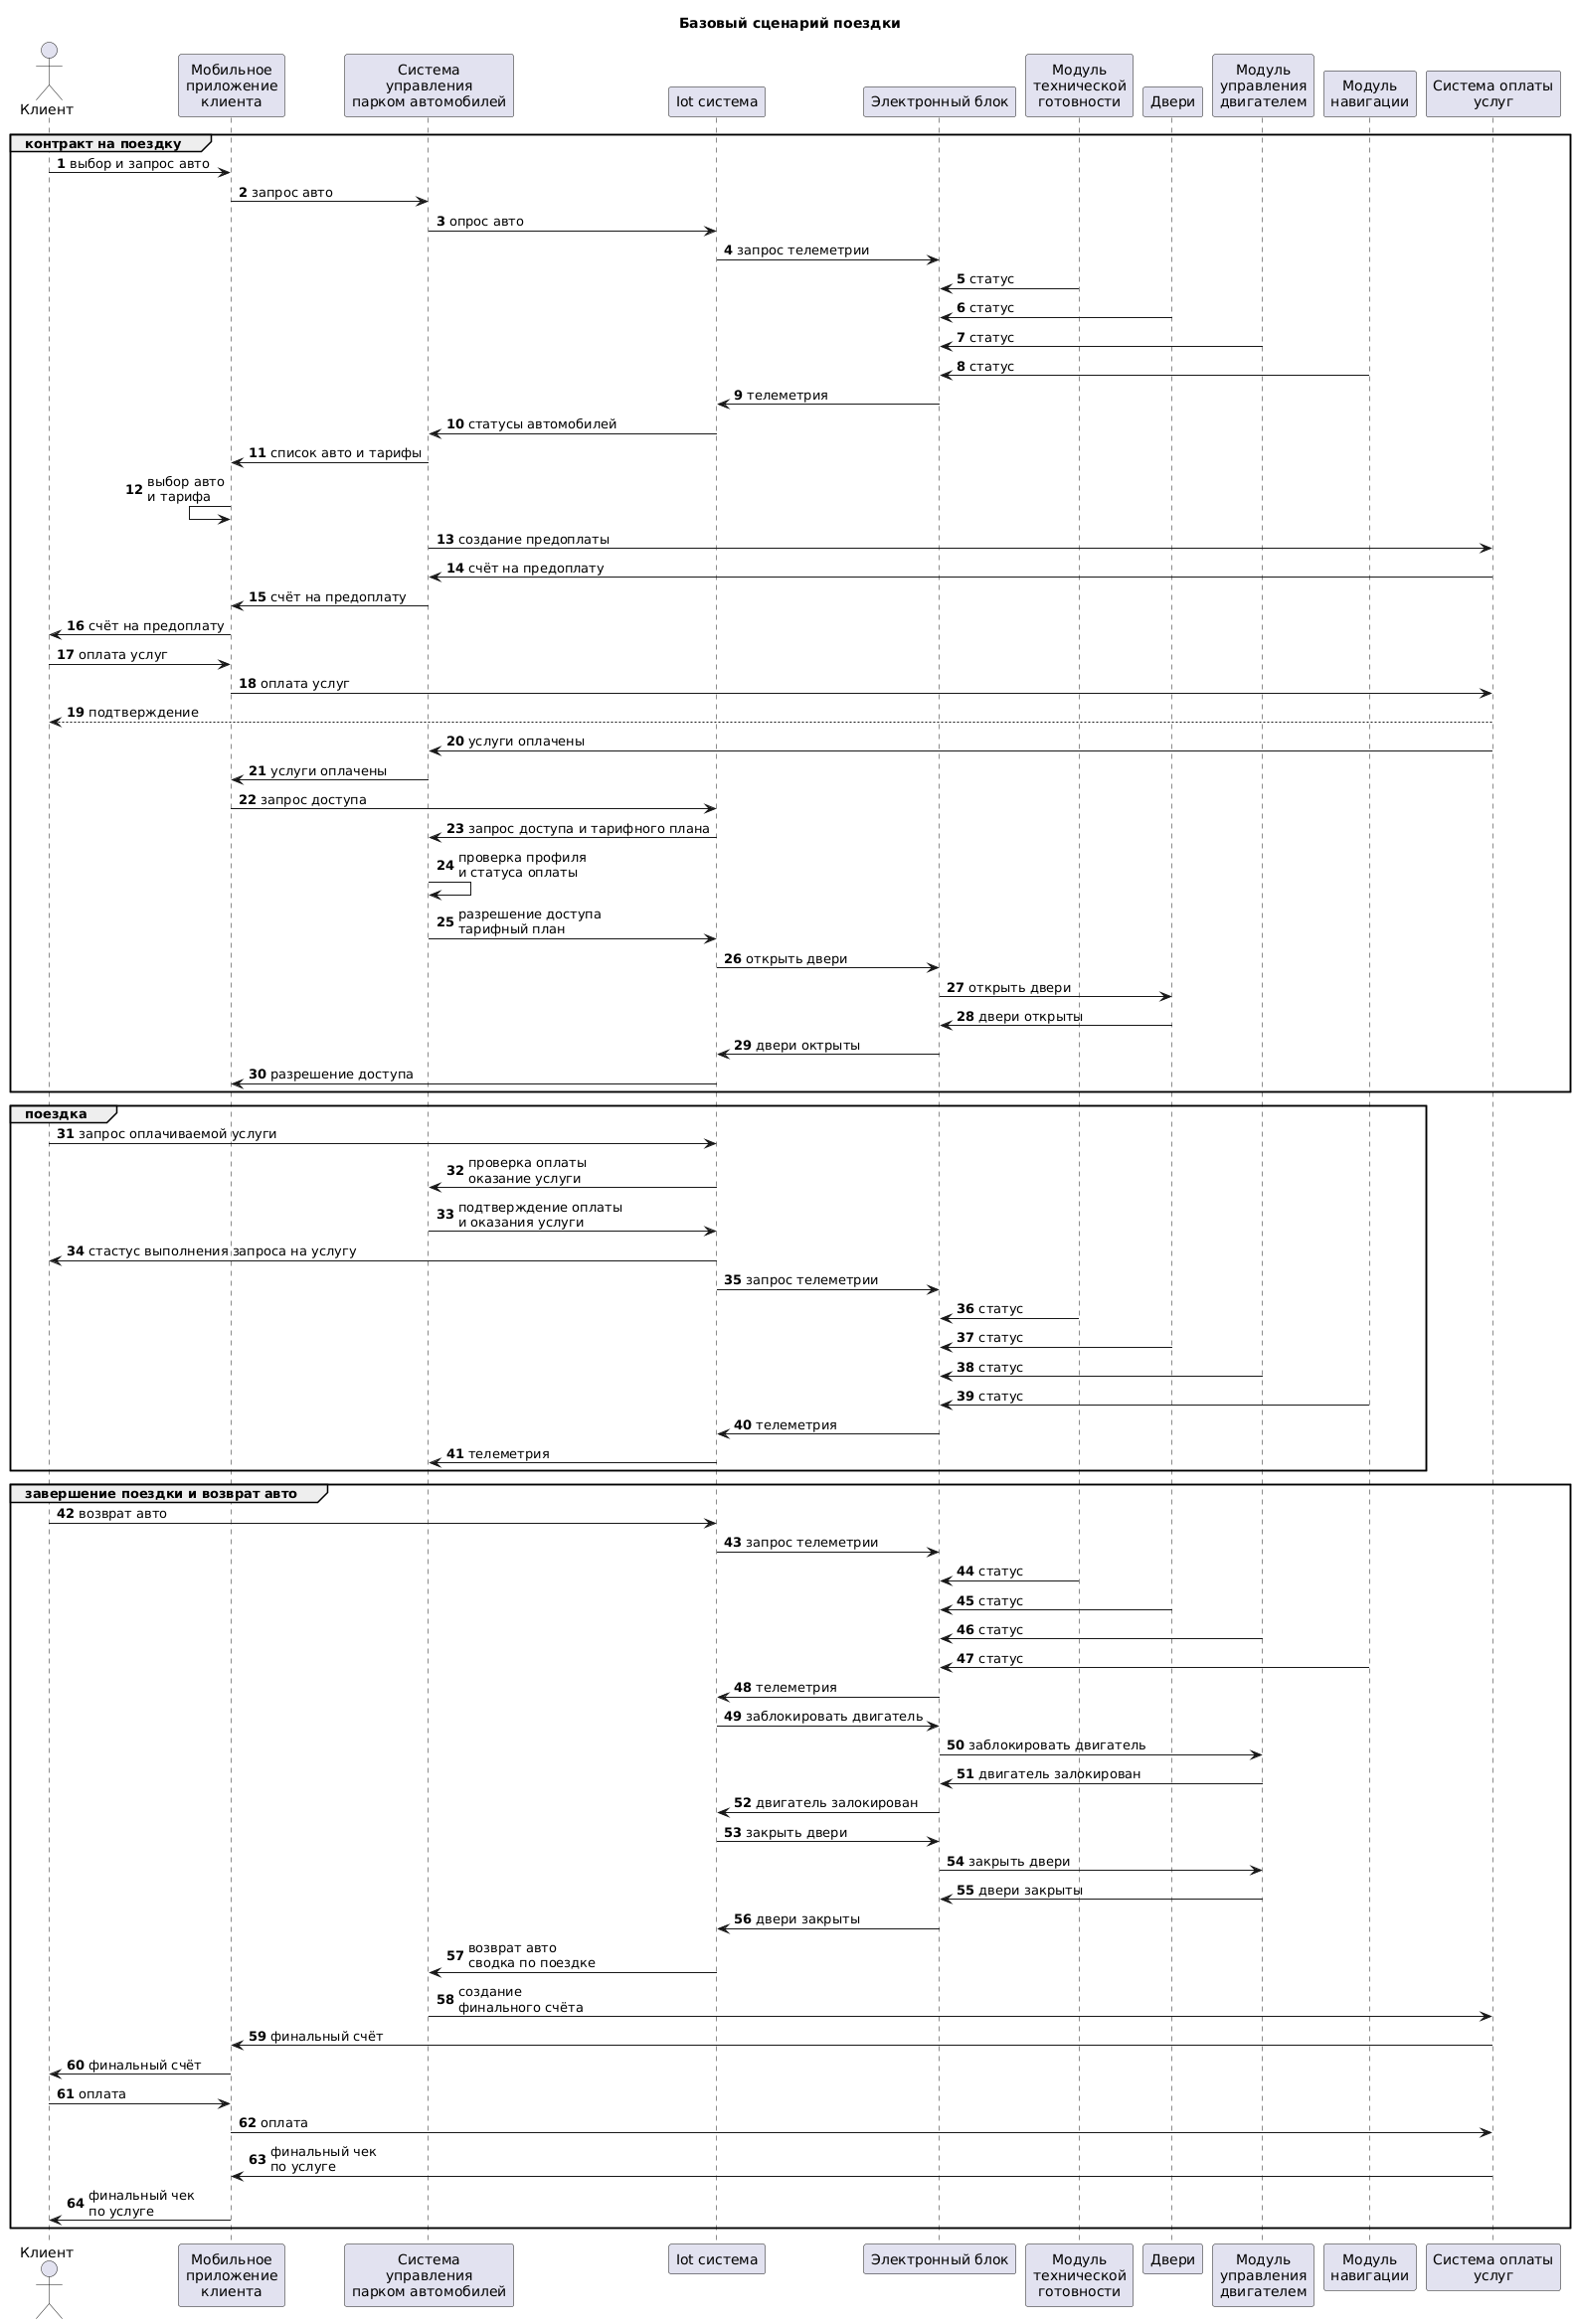 Базовый сценарий поездки
Клиент
Мобильное
приложение
клиента
Система
управления
парком автомобилей
Iot система
Электронный блок
Модуль
технической
готовности
Двери
Модуль
управления
двигателем
Модуль
навигации
Система оплаты
услуг
контракт на поездку
1 выбор и запрос авто
2 запрос авто
3 опрос авто
4 запрос телеметрии
5 статус
6 статус
7 статус
8 статус
9 телеметрия
10 статусы автомобилей
11 список авто и тарифы
12 выбор авто
и тарифа
13 создание предоплаты
14 счёт на предоплату
15 счёт на предоплату
16 счёт на предоплату
17 оплата услуг
18 оплата услуг
19 подтверждение
20 услуги оплачены
21 услуги оплачены
22 запрос доступа
23 запрос доступа и тарифного плана
24 проверка профиля
и статуса оплаты
25 разрешение доступа
тарифный план
26 открыть двери
27 открыть двери
28 двери открыты
29 двери октрыты
30 разрешение доступа
поездка
31 запрос оплачиваемой услуги
32 проверка оплаты
оказание услуги
33 подтверждение оплаты
и оказания услуги
34 стастус выполнения запроса на услугу
35 запрос телеметрии
36 статус
37 статус
38 статус
39 статус
40 телеметрия
41 телеметрия
завершение поездки и возврат авто
42 возврат авто
43 запрос телеметрии
44 статус
45 статус
46 статус
47 статус
48 телеметрия
49 заблокировать двигатель
50 заблокировать двигатель
51 двигатель залокирован
52 двигатель залокирован
53 закрыть двери
54 закрыть двери
55 двери закрыты
56 двери закрыты
57 возврат авто
сводка по поездке
58 создание
финального счёта
59 финальный счёт
60 финальный счёт
61 оплата
62 оплата
63 финальный чек
по услуге
64 финальный чек
по услуге
Клиент
Мобильное
приложение
клиента
Система
управления
парком автомобилей
Iot система
Электронный блок
Модуль
технической
готовности
Двери
Модуль
управления
двигателем
Модуль
навигации
Система оплаты
услуг